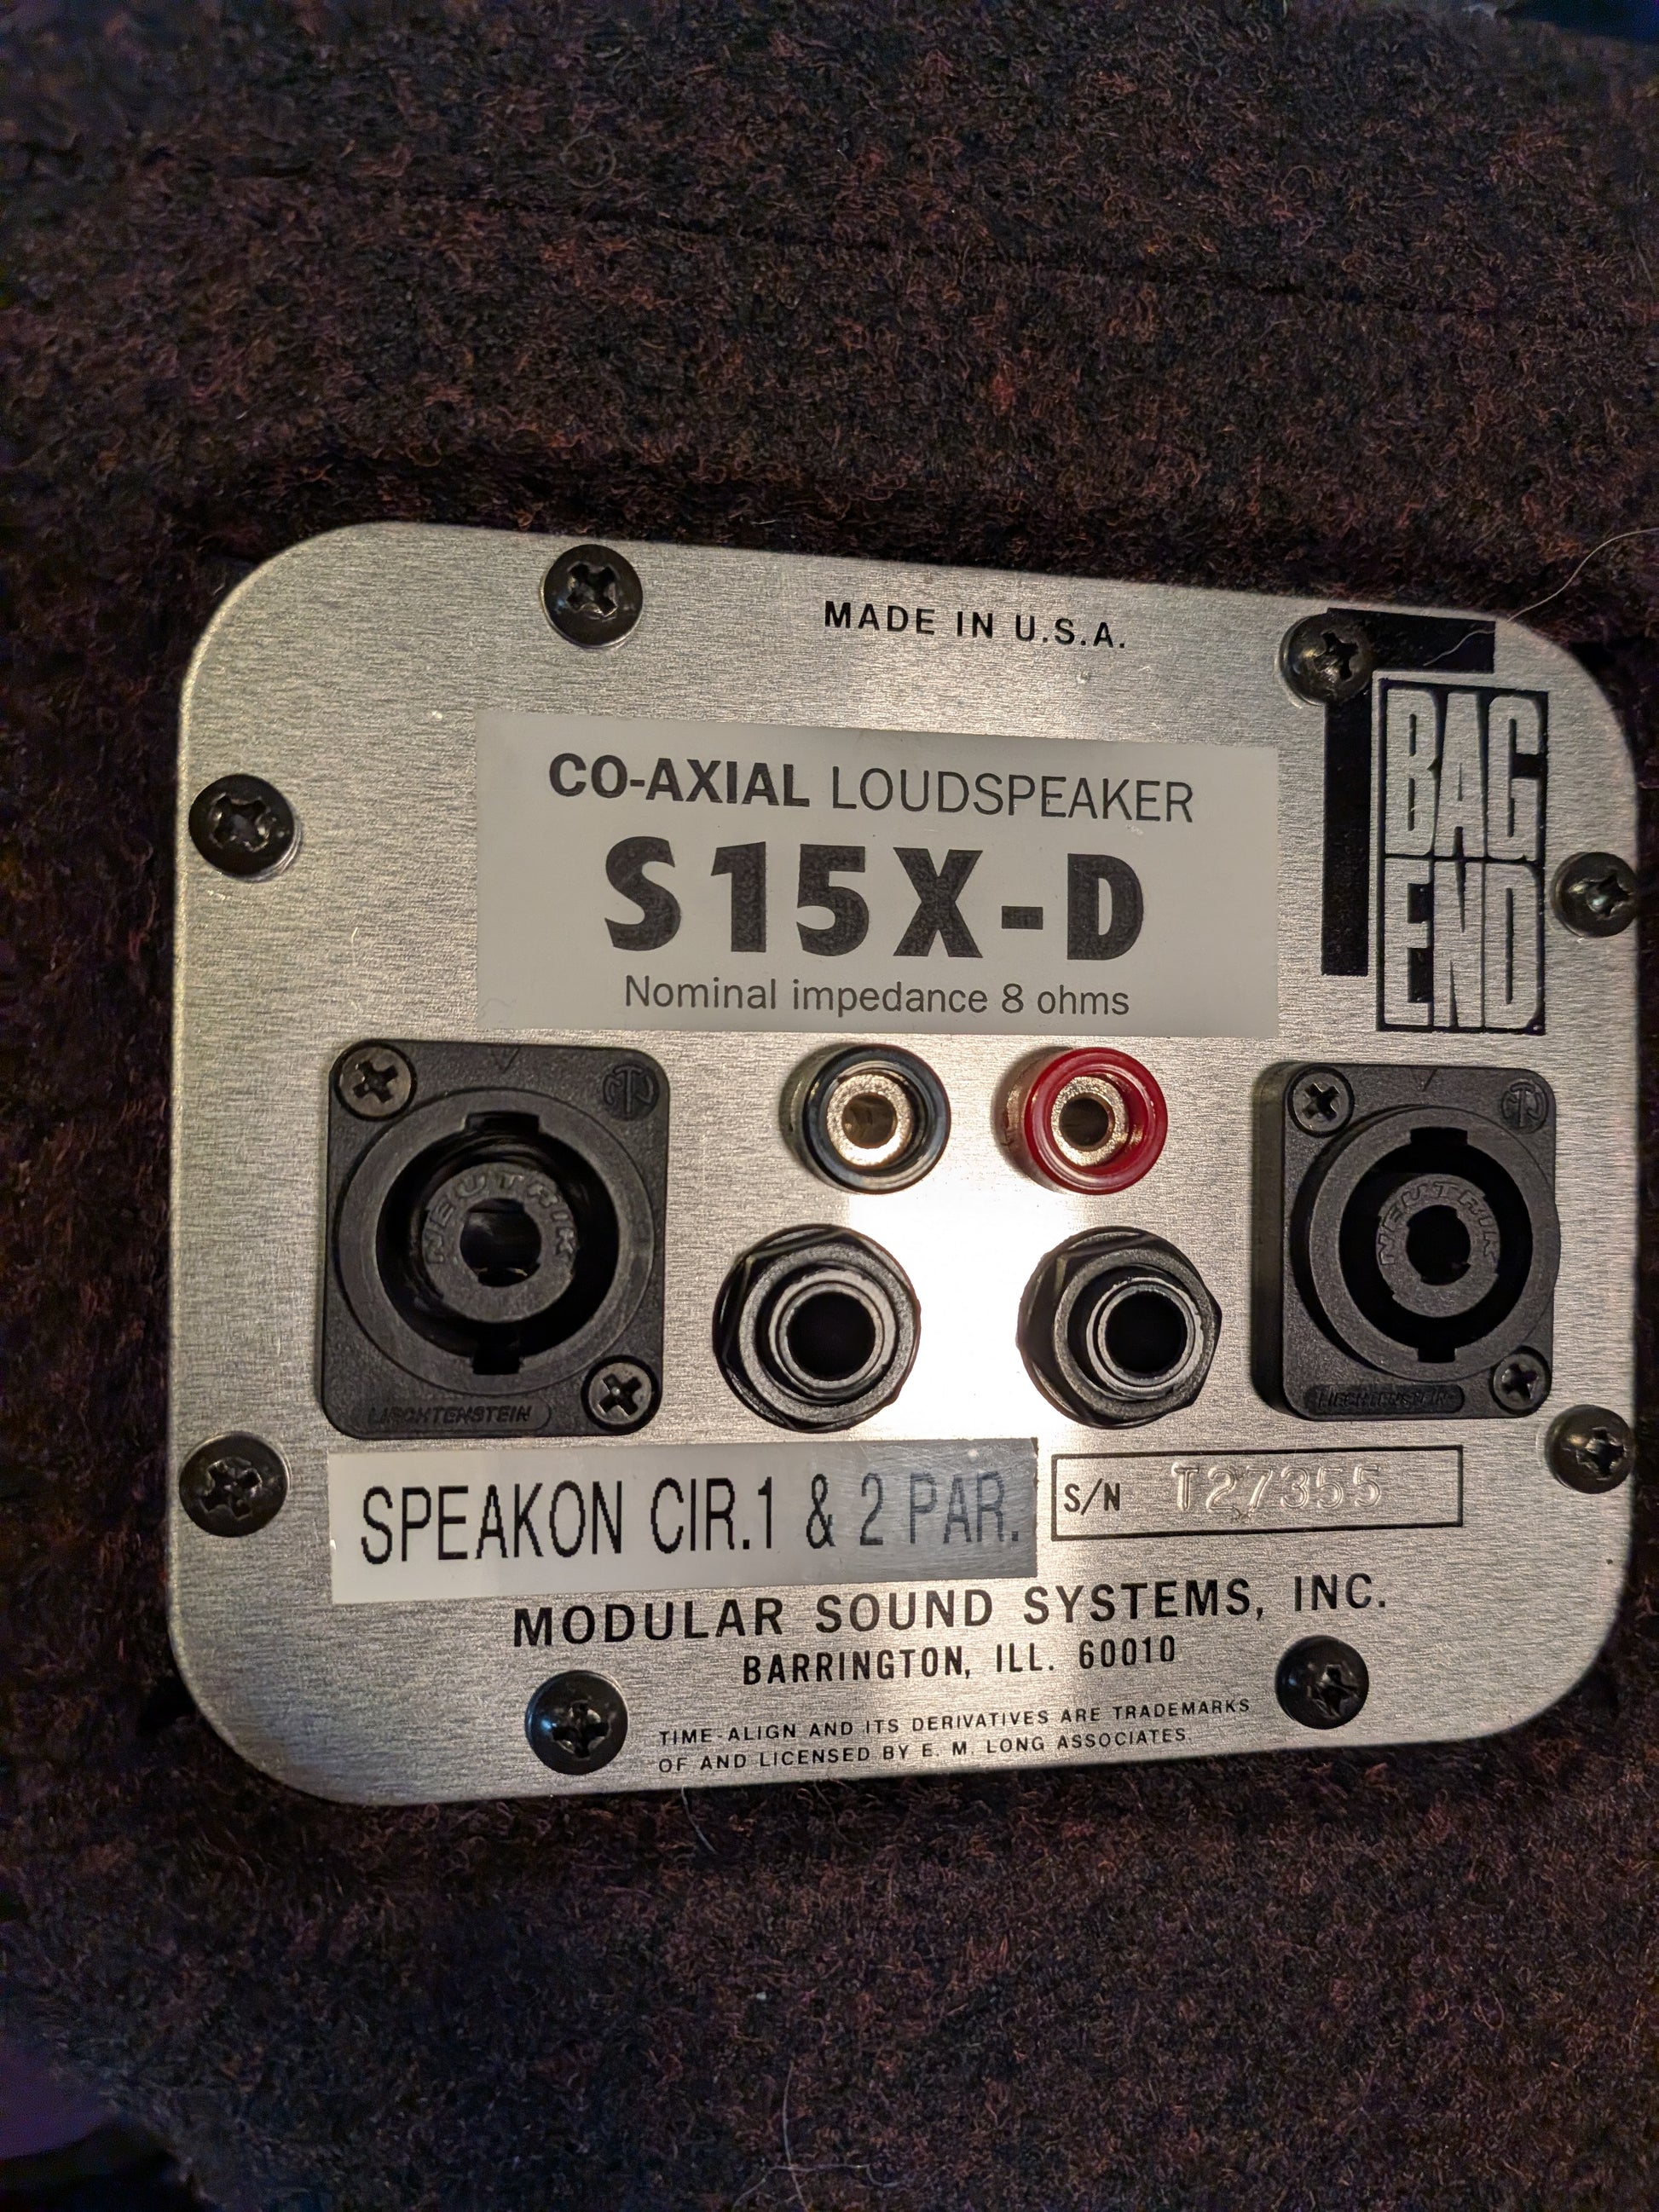 MADE IN U.S.A.
BAG
END
CO-AXIAL LOUDSPEAKER
S15X-D
Nominal impedance 8 ohms
NEUTRIK
LIECHTENSTEIN
NEUTRIK
LIECHTENSTEIN
SPEAKON CIR.1 & 2 PAR.
S/N T27355
MODULAR SOUND SYSTEMS, INC.
BARRINGTON, ILL. 60010
TIME-ALIGN AND ITS DERIVATIVES ARE TRADEMARKS
OF AND LICENSED BY E. M. LONG ASSOCIATES.